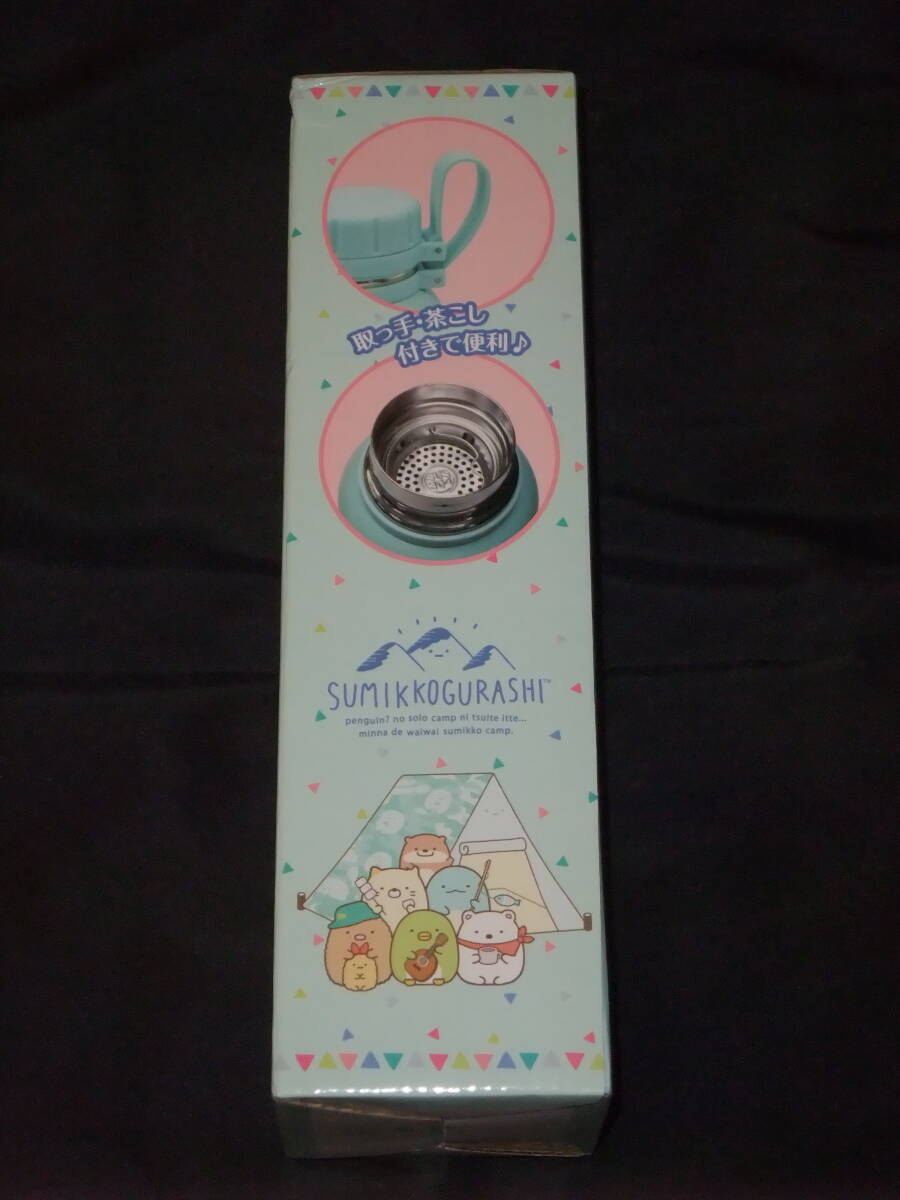 取っ手・茶こし
付きで便利♪
SUMIKKOGURASHI™
penguin? no solo camp ni tsuite itte...
minna de waiwai sumikko camp.